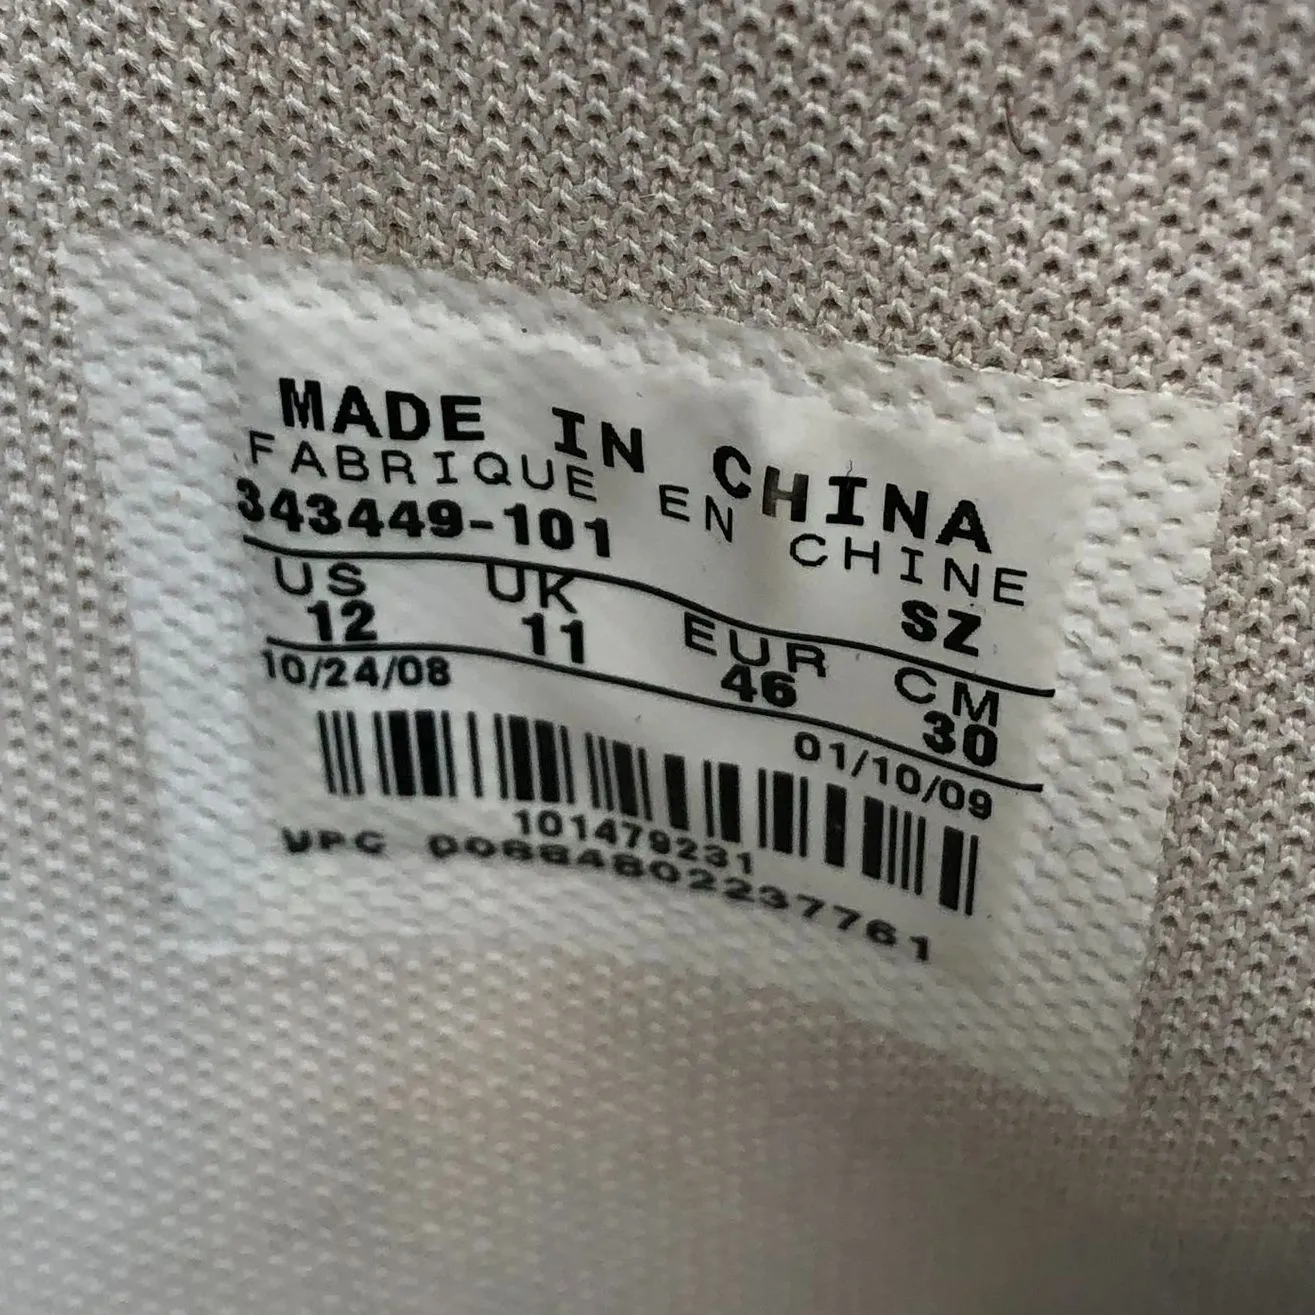 MADE IN CHINA
FABRIQUE EN CHINE
343449-101 SZ
US UK EUR CM
12 11 46 30
10/24/08 01/10/09
101479231
UPC 00884802237761